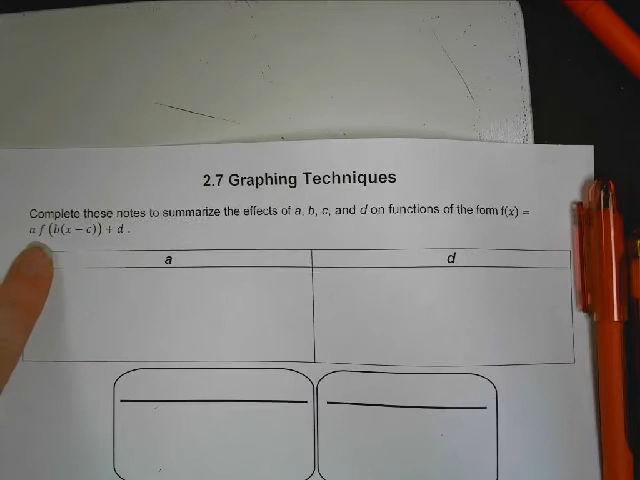 2.7 Graphing Techniques
Complete these notes to summarize the effects of a, b, c, and d on functions of the form f(x) =
a f (b(x − c)) + d .
a
d